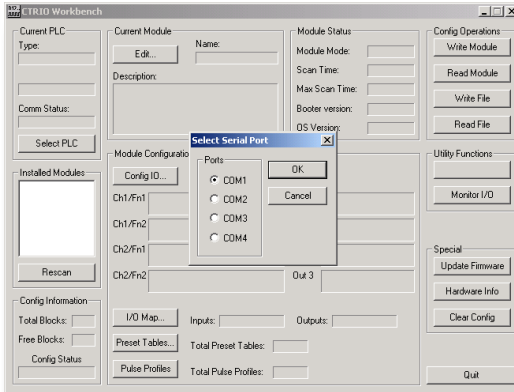 CTRIO Workbench
Current PLC
Type:
Comm Status:
Select PLC
Current Module
Name:
Edit...
Description:
Module Status
Module Mode:
Scan Time:
Max Scan Time:
Booter version:
OS Version:
Config Operations
Write Module
Read Module
Write File
Read File
Select Serial Port
Ports
COM1
COM2
COM3
COM4
OK
Cancel
Installed Modules
Rescan
Module Configuratio
Config IO...
Ch1/Fn1
Ch1/Fn2
Ch2/Fn1
Ch2/Fn2
Out 3
Utility Functions
Monitor I/O
Special
Update Firmware
Hardware Info
Clear Config
Config Information
Total Blocks:
Free Blocks:
Config Status
I/O Map...
Inputs:
Outputs:
Preset Tables...
Total Preset Tables:
Pulse Profiles
Total Pulse Profiles:
Quit